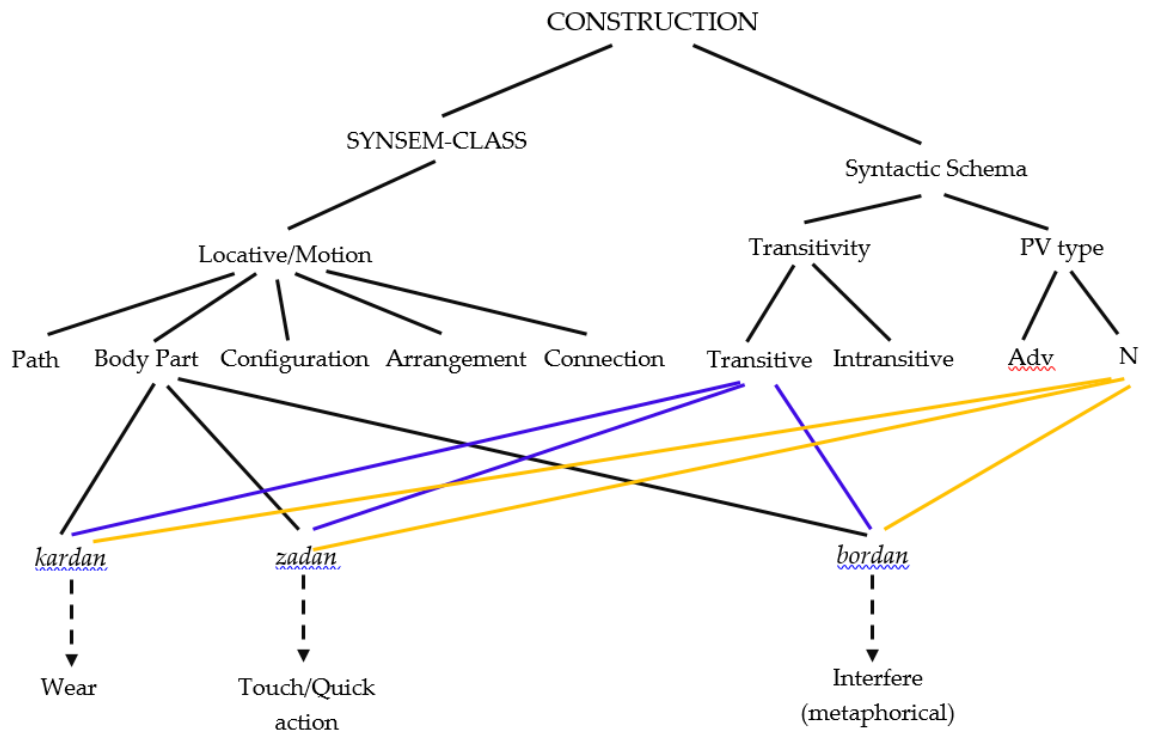 CONSTRUCTION
SYNSEM-CLASS
Syntactic Schema
Locative/Motion
Transitivity
PV type
Path
Body Part
Configuration
Arrangement
Connection
Transitive
Intransitive
Adv
N
kardan
zadan
bordan
Wear
Touch/Quick
action
Interfere
(metaphorical)